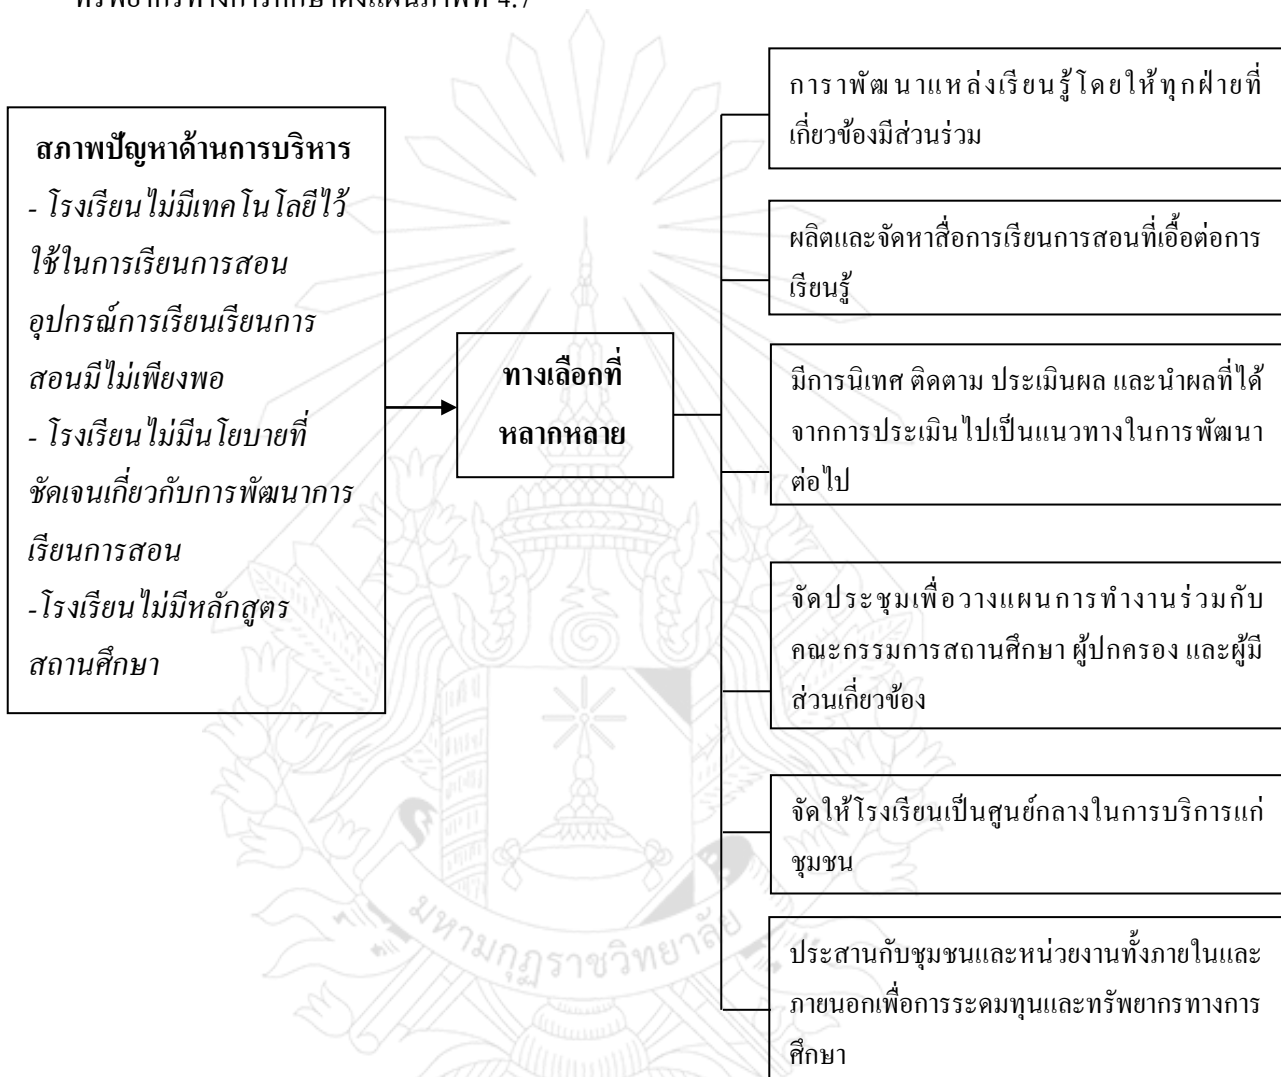 ทรัพยากรทางการศึกษาดังแผนภาพที่ 4.7
สภาพปัญหาด้านการบริหาร
- โรงเรียนไม่มีเทคโนโลยีไว้
ใช้ในการเรียนการสอน
อุปกรณ์การเรียนเรียนการ
สอนมีไม่เพียงพอ
- โรงเรียนไม่มีนโยบายที่
ชัดเจนเกี่ยวกับการพัฒนาการ
เรียนการสอน
-โรงเรียนไม่มีหลักสูตร
สถานศึกษา
ทางเลือกที่
หลากหลาย
การาพัฒนาแหล่งเรียนรู้โดยให้ทุกฝ่ายที่
เกี่ยวข้องมีส่วนร่วม
ผลิตและจัดหาสื่อการเรียนการสอนที่เอื้อต่อการ
เรียนรู้
มีการนิเทศ ติดตาม ประเมินผล และนำผลที่ได้
จากการประเมินไปเป็นแนวทางในการพัฒนา
ต่อไป
จัดประชุมเพื่อวางแผนการทำงานร่วมกับ
คณะกรรมการสถานศึกษา ผู้ปกครอง และผู้มี
ส่วนเกี่ยวข้อง
จัดให้โรงเรียนเป็นศูนย์กลางในการบริการแก่
ชุมชน
ประสานกับชุมชนและหน่วยงานทั้งภายในและ
ภายนอกเพื่อการระดมทุนและทรัพยากรทางการ
ศึกษา
มหามกุฏราชวิทยาลัย